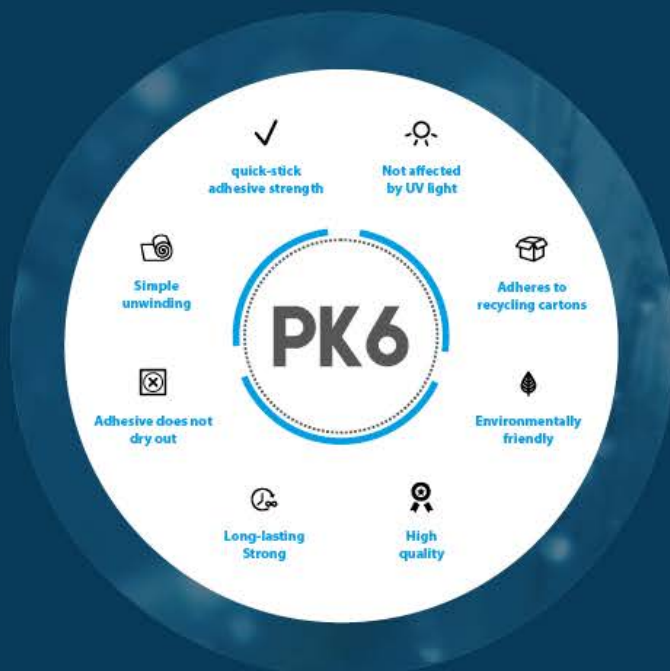 quick-stick
adhesive strength
Not affected
by UV light
Simple
unwinding
Adheres to
recycling cartons
PK6
Adhesive does not
dry out
Environmentally
friendly
Long-lasting
Strong
High
quality